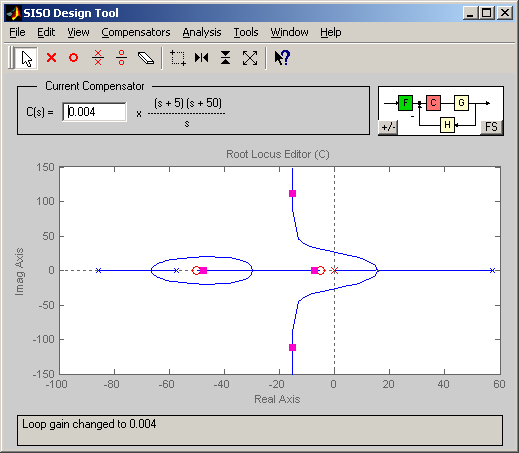 SISO Design Tool
File Edit View Compensators Analysis Tools Window Help
Current Compensator
C(s) = 0.004 x (s + 5) (s + 50)
s
F C G
H
+/- - FS
Root Locus Editor (C)
150
100
50
0
-50
-100
-150
-100 -80 -60 -40 -20 0 20 40 60
Imag Axis
Real Axis
Loop gain changed to 0.004